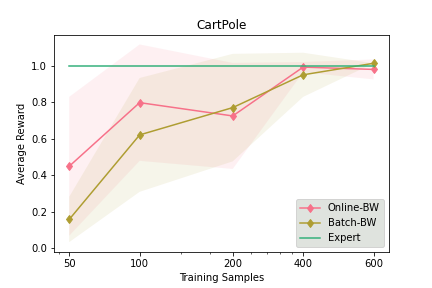 CartPole
Average Reward
1.0
0.8
0.6
0.4
0.2
0.0
50 100 200 400 600
Training Samples
Online-BW
Batch-BW
Expert